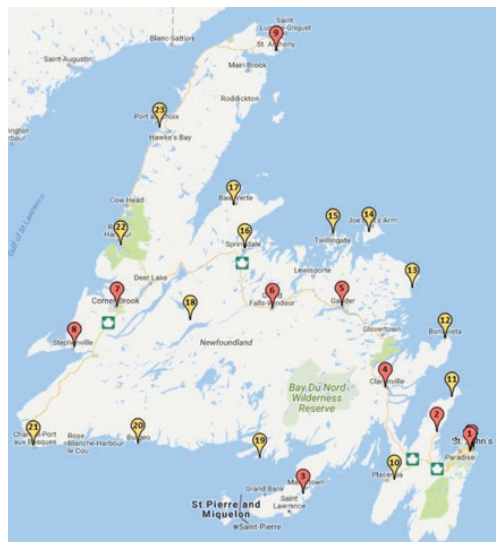 9
Saint
Lunaire-Griquet
Blanc-Sablon
St. Anthony
Saint-Augustin
Main Brook
Roddickton
23
Port au Choix
Hawke's Bay
17
Cow Head
Baie Verte
15
14
22
16
Joe Batt's Arm
Gulf of St Lawrence
Springdale
Twillingate
13
Deer Lake
Lewisporte
7
6
5
Corner Brook
18
Gander
Falls-Windsor
12
8
Glovertown
Bonavista
Stephenville
Newfoundland
4
Clarenville
11
Bay Du Nord
Wilderness
Reserve
21
20
2
1
Channel-Port
aux Basques
Rose
Blanche-Harbour
le Cou
Burgeo
19
St. John's
10
Paradise
3
Placentia
Grand Bank
Marystown
St Pierre and
Miquelon
Saint
Lawrence
Saint-Pierre